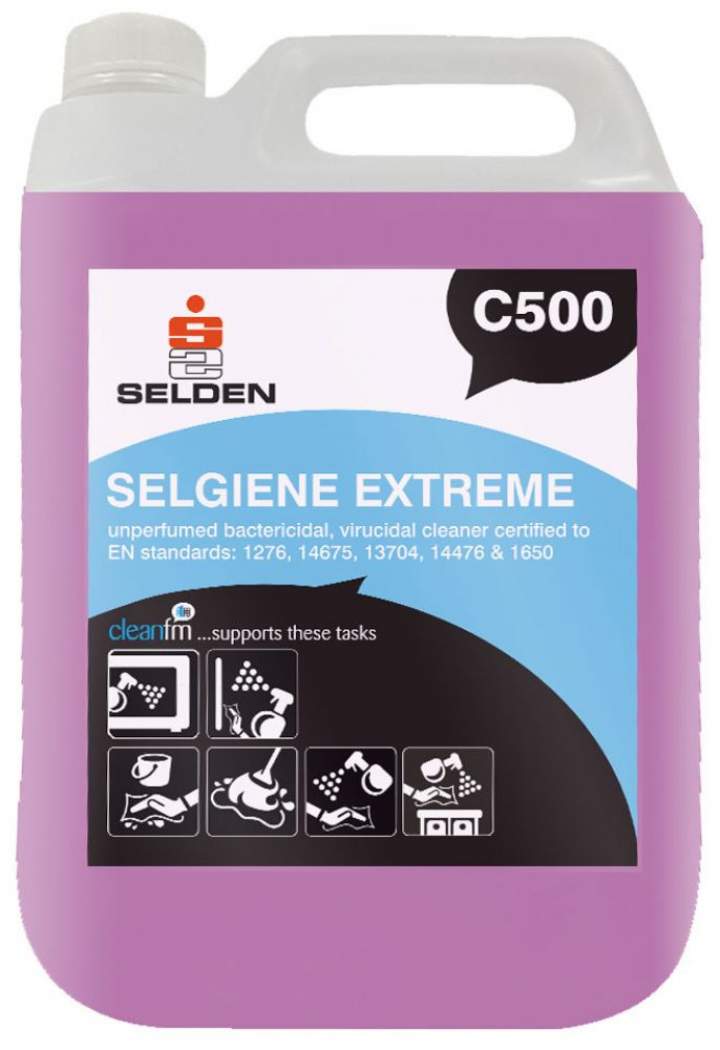 C500
SELDEN
SELGIENE EXTREME
unperfumed bactericidal, virucidal cleaner certified to
EN standards: 1276, 14675, 13704, 14476 & 1650
cleanfm ...supports these tasks